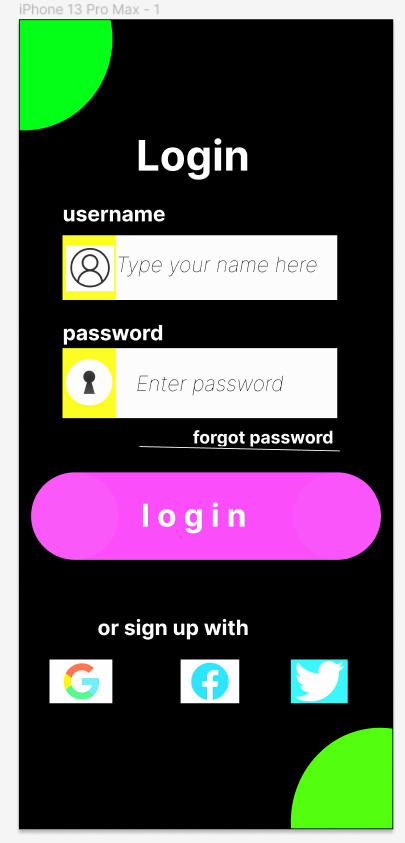 iPhone 13 Pro Max - 1
Login
username
Type your name here
password
Enter password
forgot password
login
or sign up with